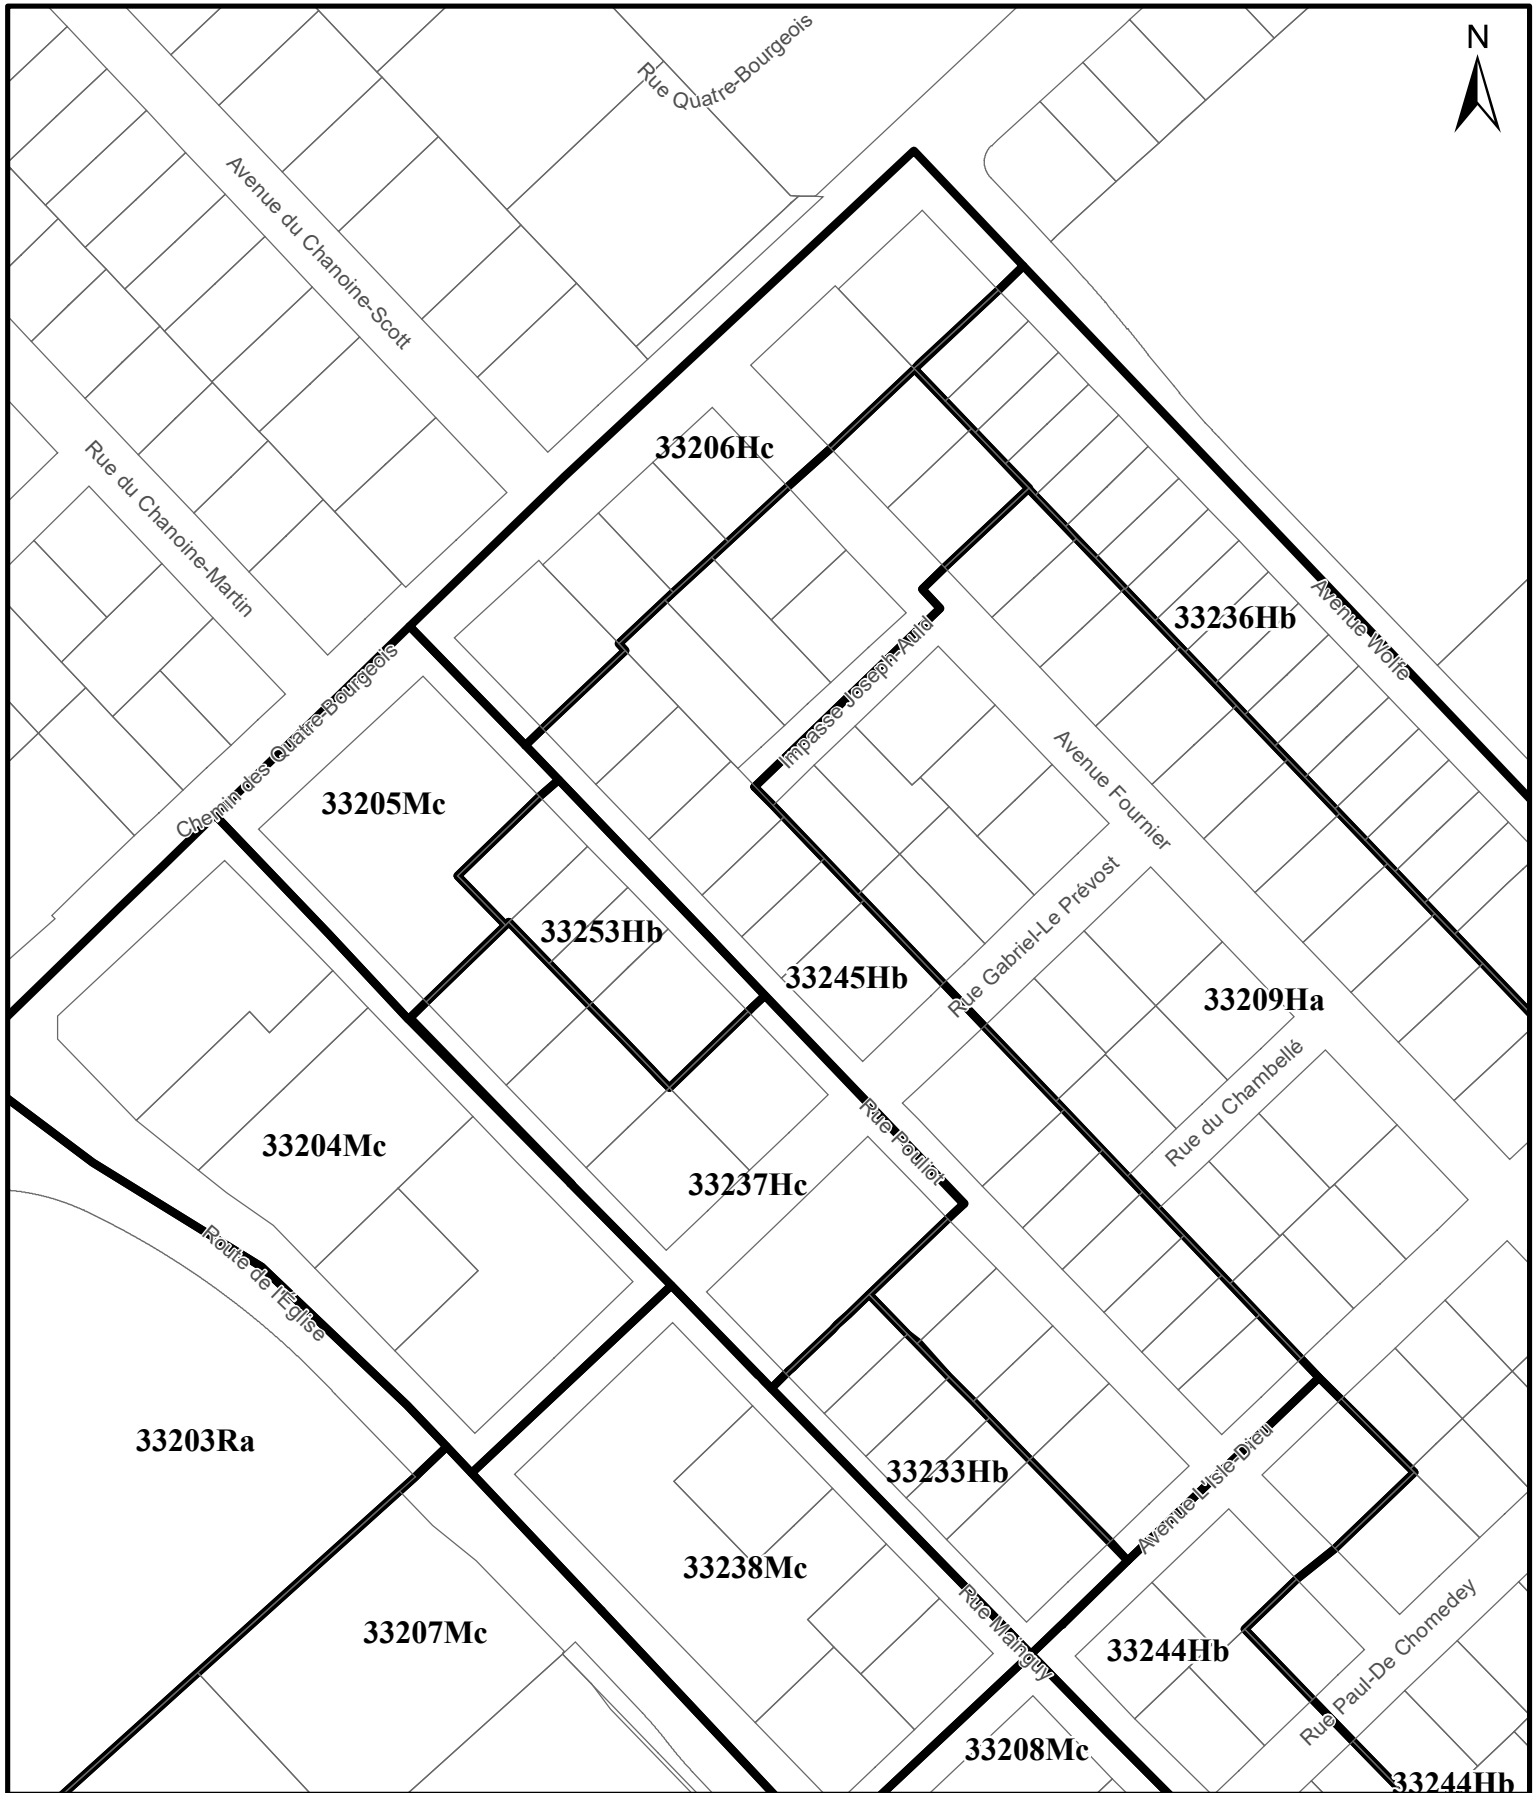 N
Rue Quatre-Bourgeois
Avenue du Chanoine-Scott
Rue du Chanoine-Martin
33206Hc
33236Hb
Avenue Wolfe
Impasse Joseph-Auld
Chemin des Quatre-Bourgeois
33205Mc
Avenue Fournier
33253Hb
33245Hb
Rue Gabriel-Le Prévost
33209Ha
Rue du Chambellé
Rue Pouliot
33204Mc
33237Hc
Route de l'Église
33203Ra
33233Hb
Avenue L'Isle-Dieu
33238Mc
Rue Mainguy
33207Mc
33244Hb
Rue Paul-De Chomedey
33208Mc
33244Hb